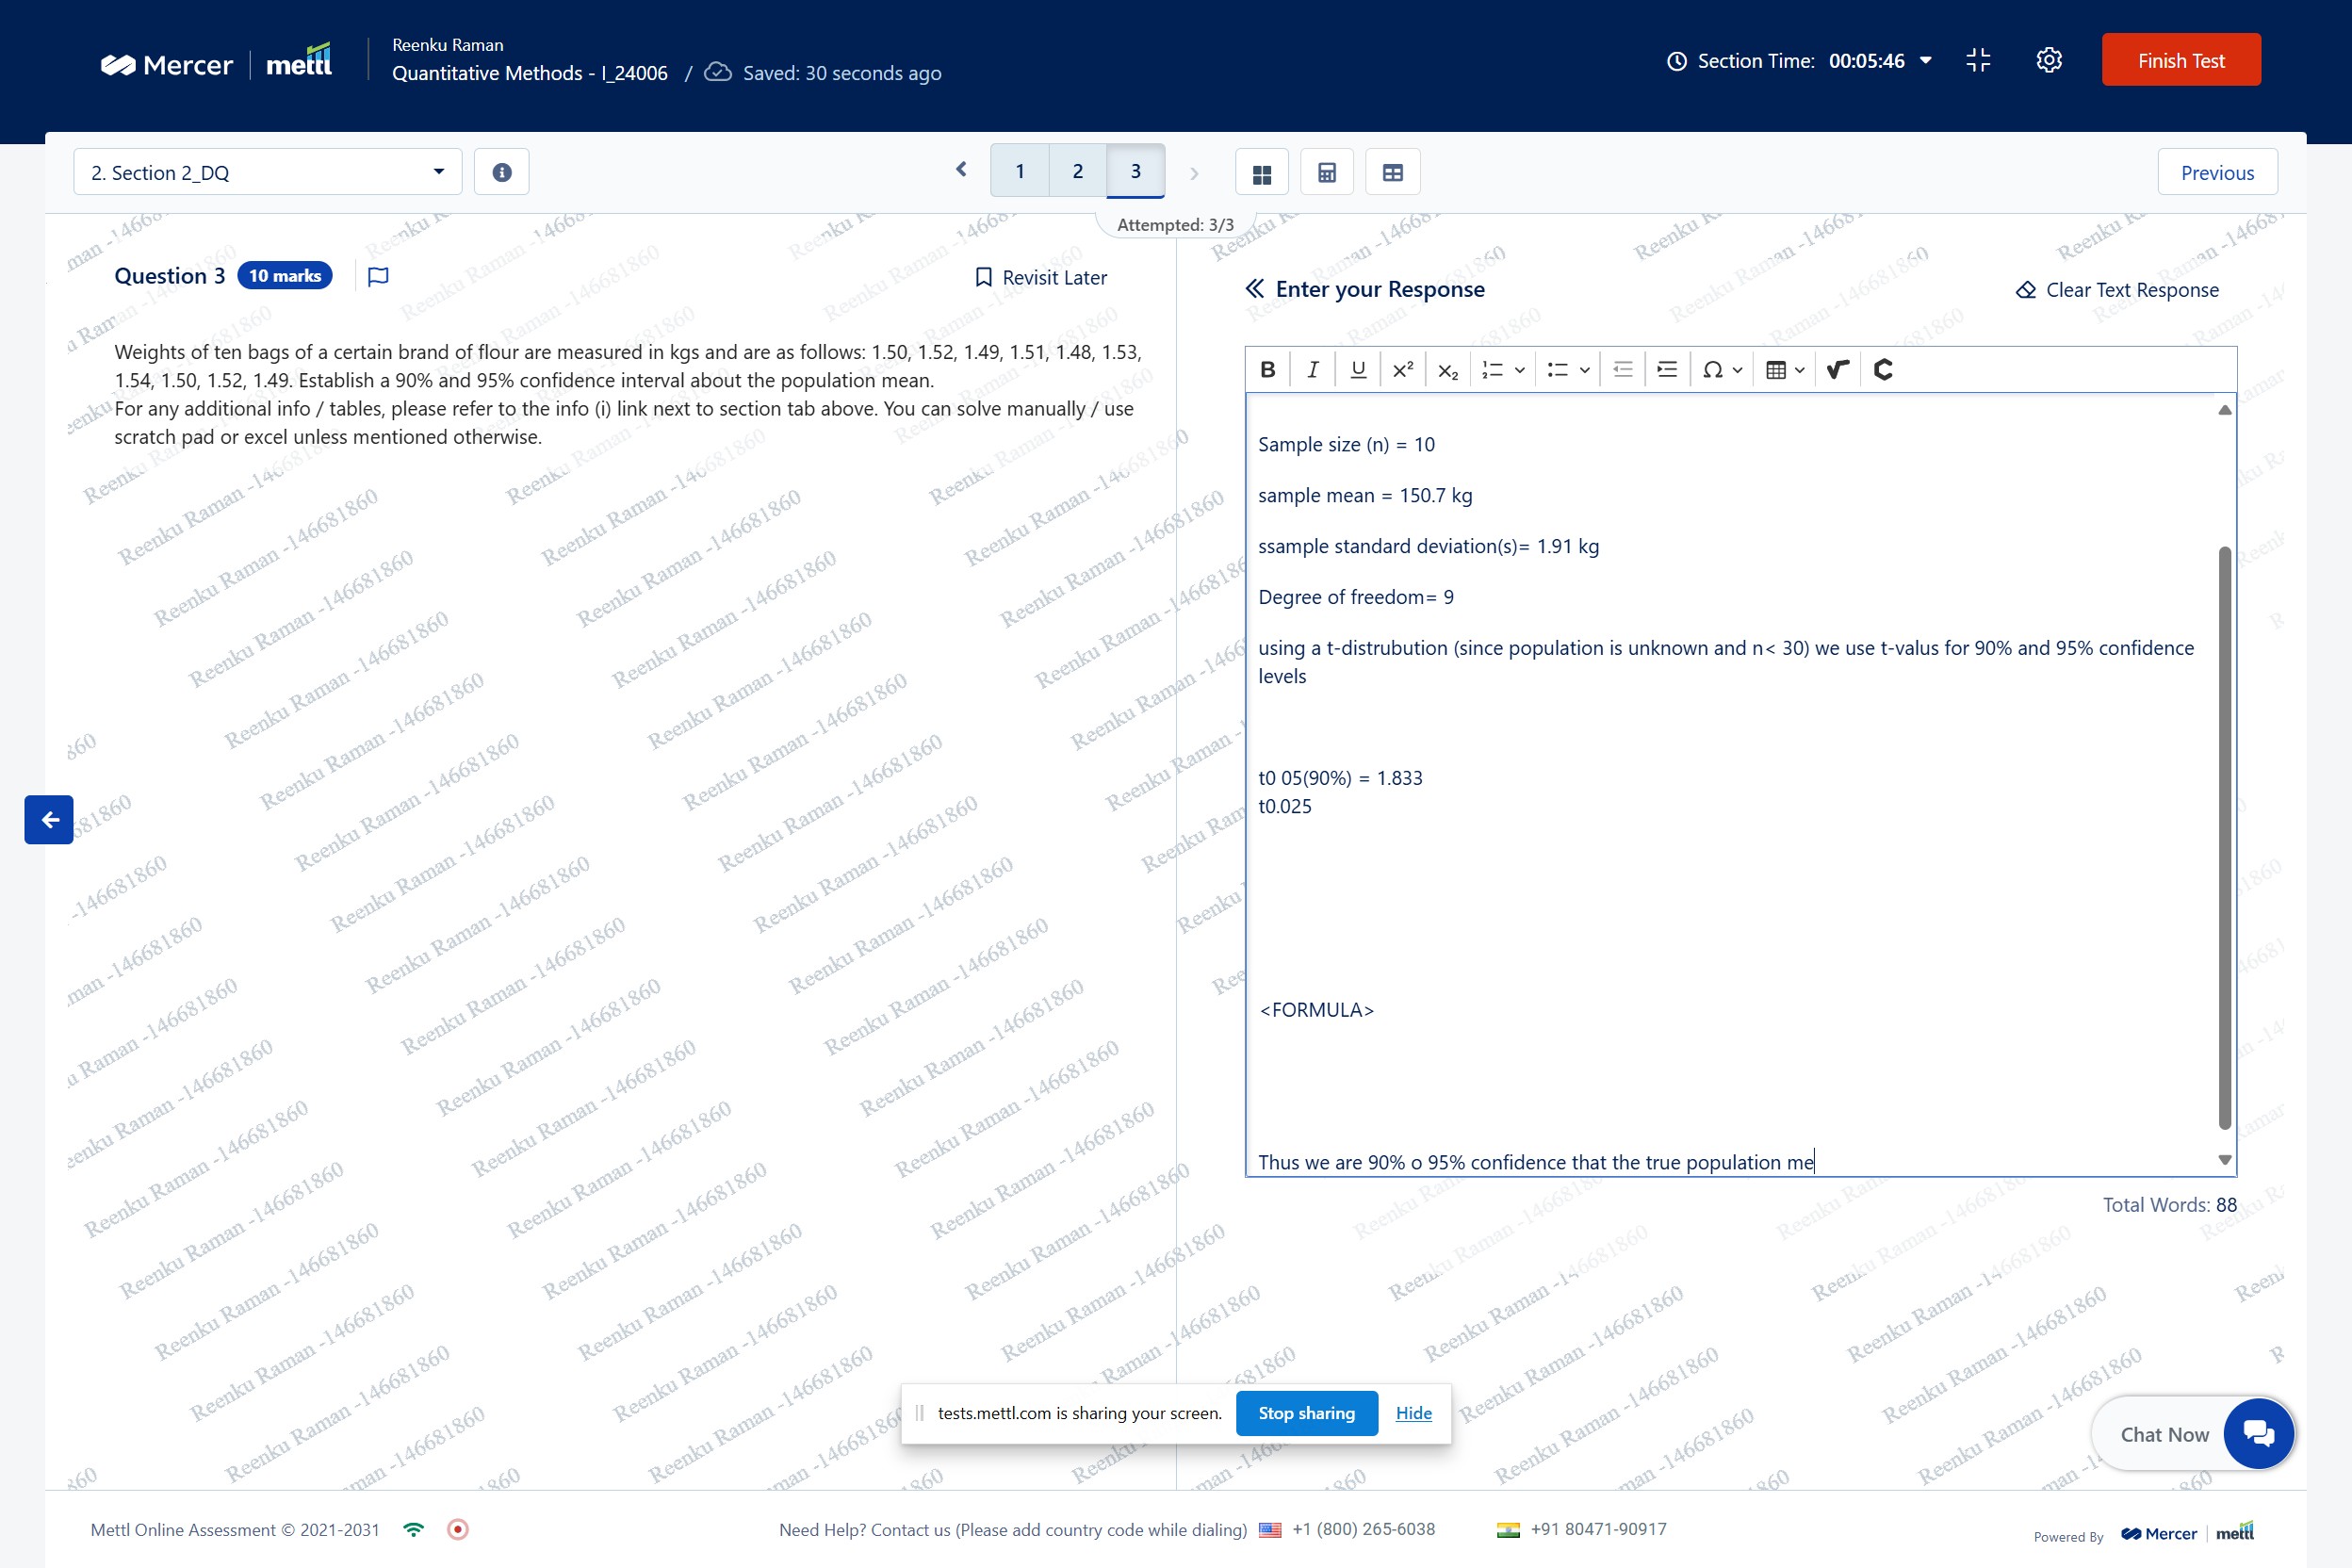 Mercer | mettl
Reenku Raman
Quantitative Methods - I_24006 / Saved: 30 seconds ago
Section Time: 00:05:46
Finish Test
2. Section 2_DQ
1 2 3
Previous
Attempted: 3/3
Question 3 10 marks
Revisit Later
Weights of ten bags of a certain brand of flour are measured in kgs and are as follows: 1.50, 1.52, 1.49, 1.51, 1.48, 1.53,
1.54, 1.50, 1.52, 1.49. Establish a 90% and 95% confidence interval about the population mean.
For any additional info / tables, please refer to the info (i) link next to section tab above. You can solve manually / use
scratch pad or excel unless mentioned otherwise.
Enter your Response
Clear Text Response
Sample size (n) = 10
sample mean = 150.7 kg
ssample standard deviation(s)= 1.91 kg
Degree of freedom= 9
using a t-distrubution (since population is unknown and n< 30) we use t-valus for 90% and 95% confidence
levels
t0 05(90%) = 1.833
t0.025
<FORMULA>
Thus we are 90% o 95% confidence that the true population me
Total Words: 88
Reenku Raman -146681860
tests.mettl.com is sharing your screen.
Stop sharing
Hide
Chat Now
Mettl Online Assessment © 2021-2031
Need Help? Contact us (Please add country code while dialing) +1 (800) 265-6038 +91 80471-90917
Powered By Mercer | mettl